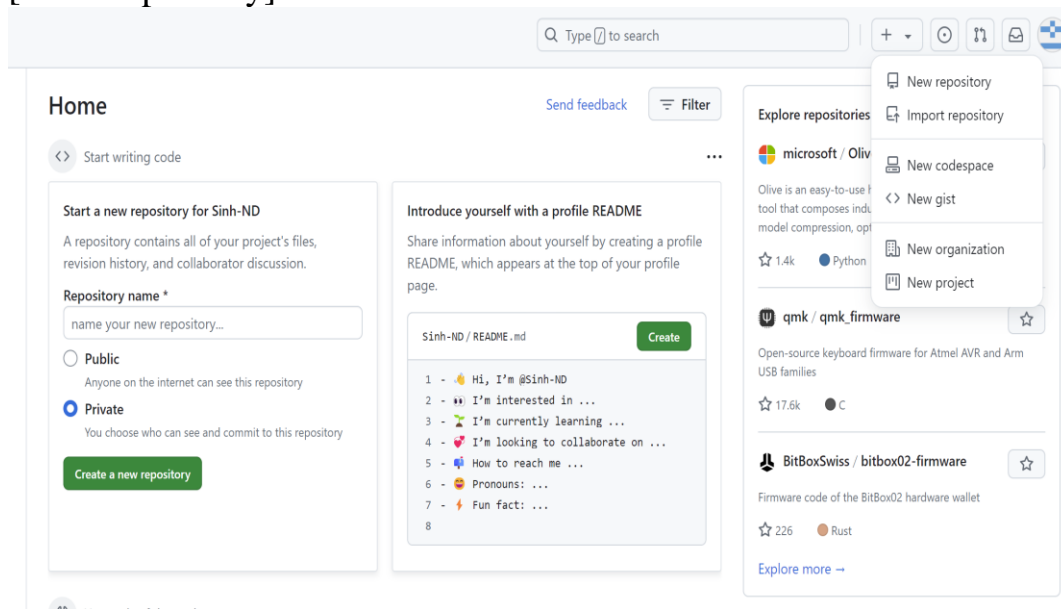 Type / to search
New repository
Import repository
New codespace
New gist
New organization
New project
Home
Send feedback
Filter
Start writing code
Start a new repository for Sinh-ND
A repository contains all of your project's files,
revision history, and collaborator discussion.
Repository name *
name your new repository...
Public
Anyone on the internet can see this repository
Private
You choose who can see and commit to this repository
Create a new repository
Introduce yourself with a profile README
Share information about yourself by creating a profile
README, which appears at the top of your profile
page.
Sinh-ND / README.md
Create
1 - 👋 Hi, I'm @Sinh-ND
2 - 👀 I'm interested in ...
3 - 🌱 I'm currently learning ...
4 - 💞️ I'm looking to collaborate on ...
5 - 📫 How to reach me ...
6 - 😄 Pronouns: ...
7 - ⚡ Fun fact: ...
8
Explore repositories
microsoft / Oliv
Olive is an easy-to-use
tool that composes indu
model compression, opt
1.4k Python
qmk / qmk_firmware
Open-source keyboard firmware for Atmel AVR and Arm
USB families
17.6k C
BitBoxSwiss / bitbox02-firmware
Firmware code of the BitBox02 hardware wallet
226 Rust
Explore more →